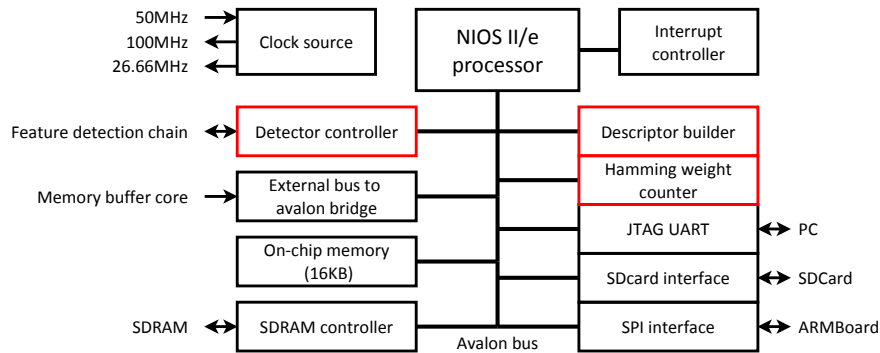 50MHz
100MHz
26.66MHz
Clock source
NIOS II/e
processor
Interrupt
controller
Feature detection chain
Detector controller
Descriptor builder
Memory buffer core
External bus to
avalon bridge
Hamming weight
counter
JTAG UART
PC
On-chip memory
(16KB)
SDcard interface
SDCard
SDRAM
SDRAM controller
Avalon bus
SPI interface
ARMBoard